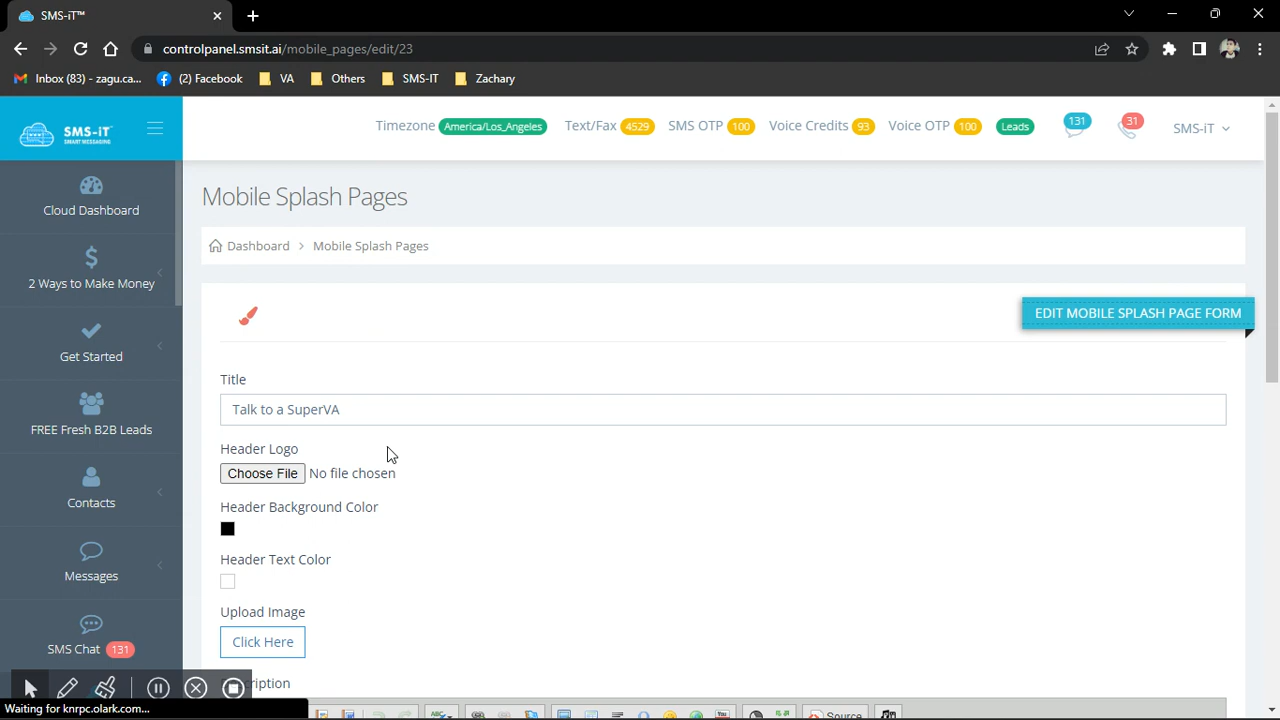 SMS-iT™
controlpanel.smsit.ai/mobile_pages/edit/23
Inbox (83) - zagu.ca... (2) Facebook VA Others SMS-IT Zachary
SMS-iT
SMART MESSAGING
Timezone America/Los_Angeles Text/Fax 4529 SMS OTP 100 Voice Credits 93 Voice OTP 100 Leads 131 31 SMS-iT
Cloud Dashboard
2 Ways to Make Money
Get Started
FREE Fresh B2B Leads
Contacts
Messages
SMS Chat 131
Mobile Splash Pages
Dashboard > Mobile Splash Pages
EDIT MOBILE SPLASH PAGE FORM
Title
Talk to a SuperVA
Header Logo
Choose File No file chosen
Header Background Color
Header Text Color
Upload Image
Click Here
Source
Waiting for knrpc.olark.com...